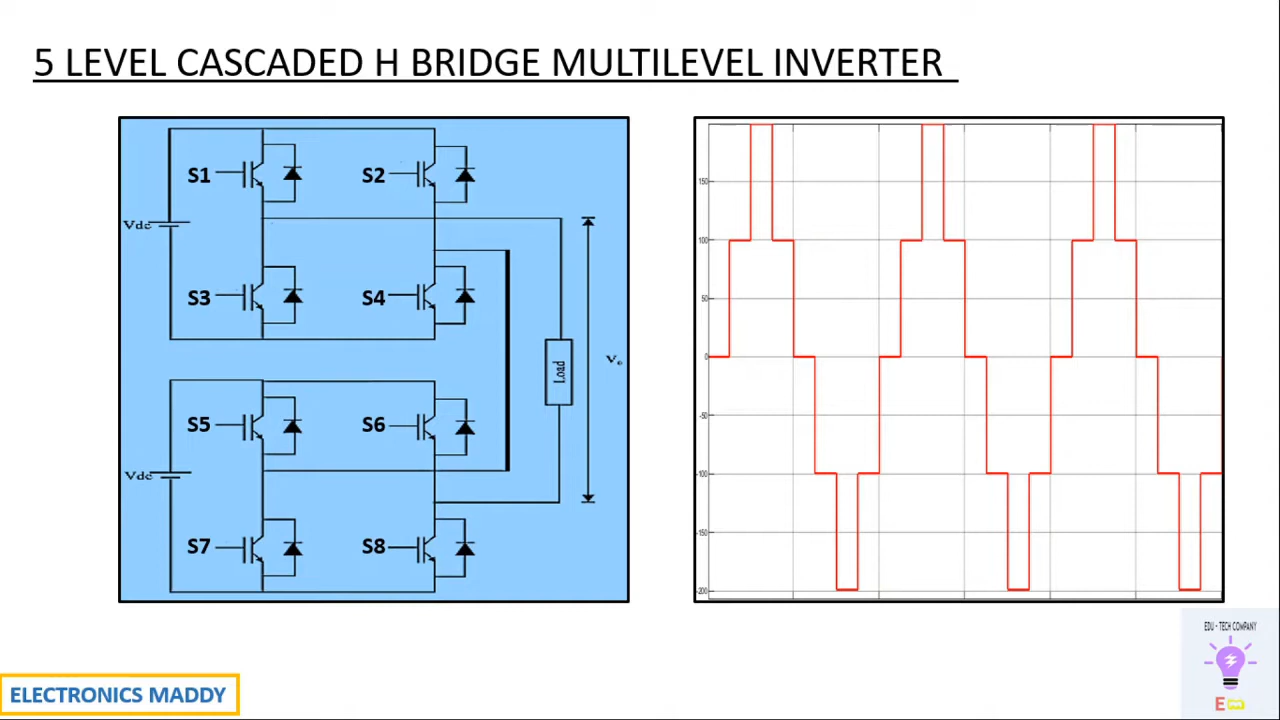 5 LEVEL CASCADED H BRIDGE MULTILEVEL INVERTER
S1
S2
Vdc
S3
S4
Load
Vo
S5
S6
Vdc
S7
S8
150
100
50
0
-50
-100
-150
-200
EDU - TECH COMPANY
Em
ELECTRONICS MADDY